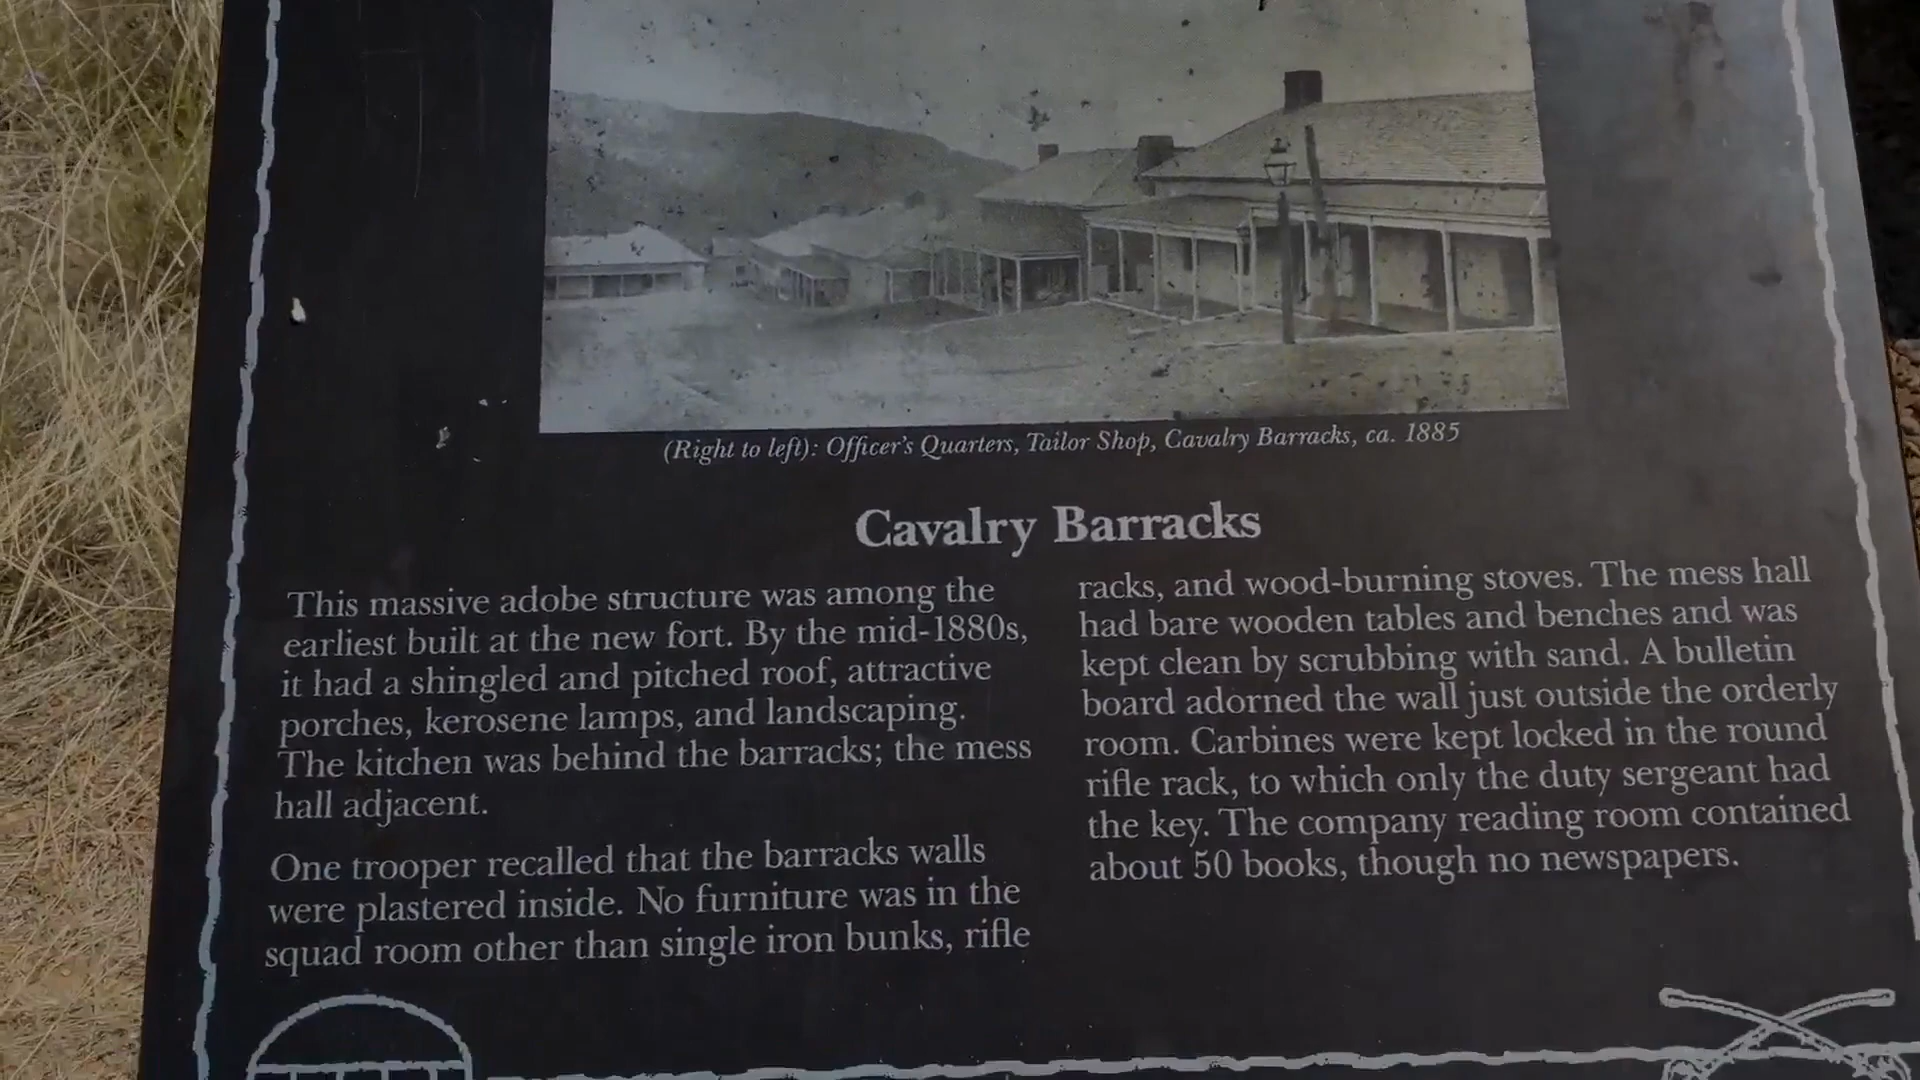 (Right to left): Officer's Quarters, Tailor Shop, Cavalry Barracks, ca. 1885
Cavalry Barracks
This massive adobe structure was among the
earliest built at the new fort. By the mid-1880s,
it had a shingled and pitched roof, attractive
porches, kerosene lamps, and landscaping.
The kitchen was behind the barracks; the mess
hall adjacent.
One trooper recalled that the barracks walls
were plastered inside. No furniture was in the
squad room other than single iron bunks, rifle
racks, and wood-burning stoves. The mess hall
had bare wooden tables and benches and was
kept clean by scrubbing with sand. A bulletin
board adorned the wall just outside the orderly
room. Carbines were kept locked in the round
rifle rack, to which only the duty sergeant had
the key. The company reading room contained
about 50 books, though no newspapers.